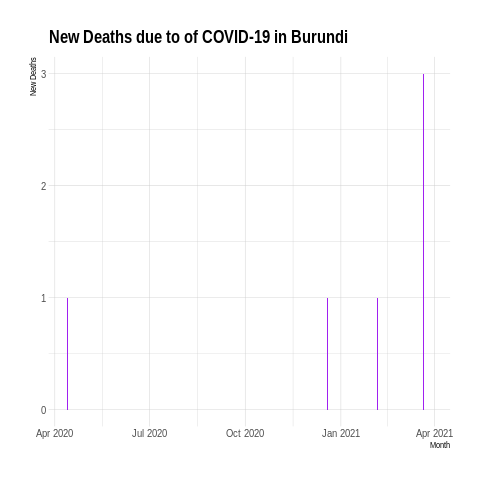 New Deaths due to of COVID-19 in Burundi
New Deaths
3
2
1
0
Apr 2020 Jul 2020 Oct 2020 Jan 2021 Apr 2021
Month